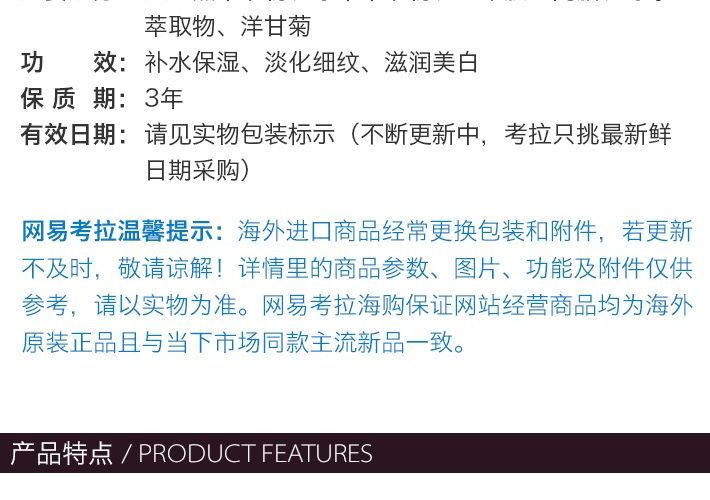 萃取物、洋甘菊
功 效：补水保湿、淡化细纹、滋润美白
保 质 期：3年
有效日期：请见实物包装标示（不断更新中，考拉只挑最新鲜
日期采购）
网易考拉温馨提示：海外进口商品经常更换包装和附件，若更新
不及时，敬请谅解！详情里的商品参数、图片、功能及附件仅供
参考，请以实物为准。网易考拉海购保证网站经营商品均为海外
原装正品且与当下市场同款主流新品一致。
产品特点 / PRODUCT FEATURES